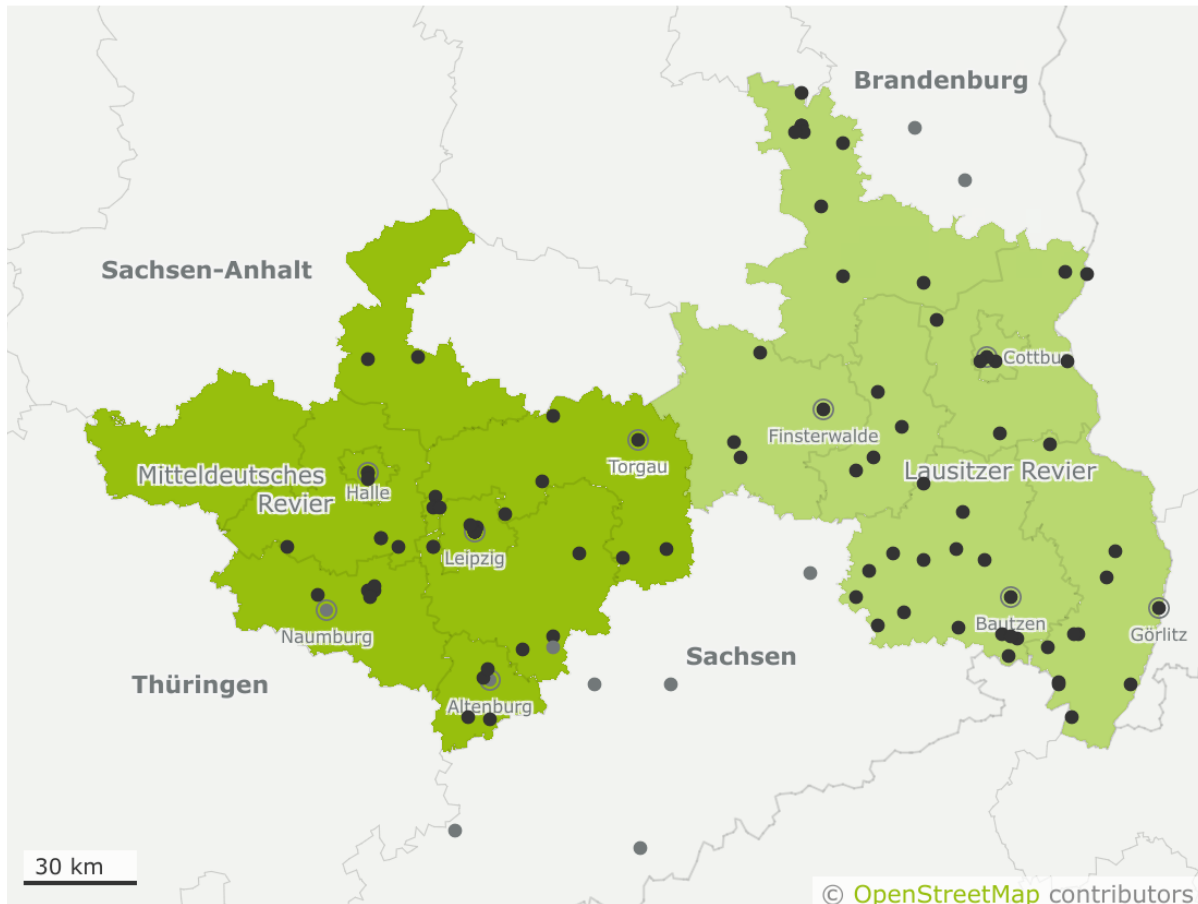 Brandenburg
Sachsen-Anhalt
Cottbu
Finsterwalde
Torgau
Mitteldeutsches
Revier
Halle
Lausitzer Revier
Leipzig
Bautzen
Görlitz
Naumburg
Sachsen
Thüringen
Altenburg
30 km
© OpenStreetMap contributors